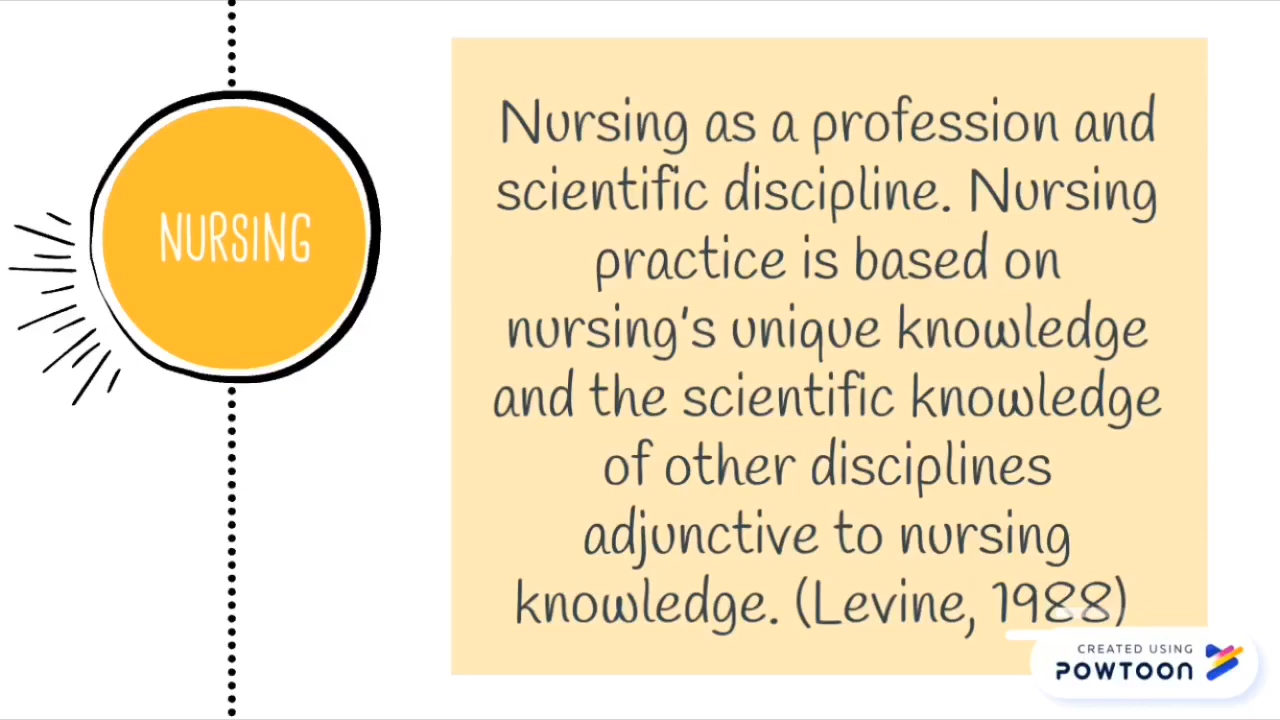 NURSING
Nursing as a profession and
scientific discipline. Nursing
practice is based on
nursing's unique knowledge
and the scientific knowledge
of other disciplines
adjunctive to nursing
knowledge. (Levine, 1988)
CREATED USING
POWTOON